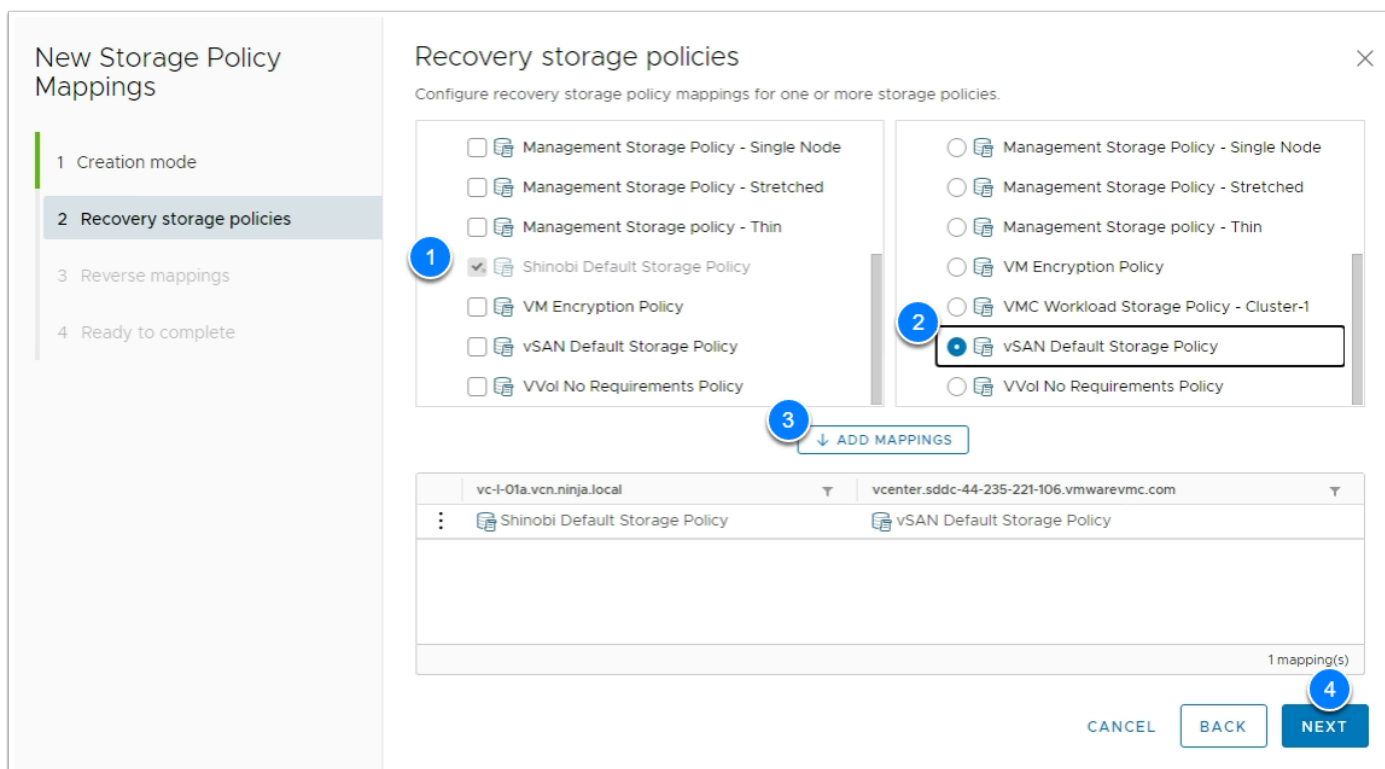 New Storage Policy
Mappings
1 Creation mode
2 Recovery storage policies
3 Reverse mappings
4 Ready to complete
Recovery storage policies
Configure recovery storage policy mappings for one or more storage policies.
Management Storage Policy - Single Node
Management Storage Policy - Stretched
Management Storage policy - Thin
1
Shinobi Default Storage Policy
VM Encryption Policy
vSAN Default Storage Policy
VVol No Requirements Policy
Management Storage Policy - Single Node
Management Storage Policy - Stretched
Management Storage policy - Thin
VM Encryption Policy
VMC Workload Storage Policy - Cluster-1
2
vSAN Default Storage Policy
VVol No Requirements Policy
3
ADD MAPPINGS
vc-l-01a.vcn.ninja.local vcenter.sddc-44-235-221-106.vmwarevmc.com
Shinobi Default Storage Policy vSAN Default Storage Policy
1 mapping(s)
4
CANCEL BACK NEXT